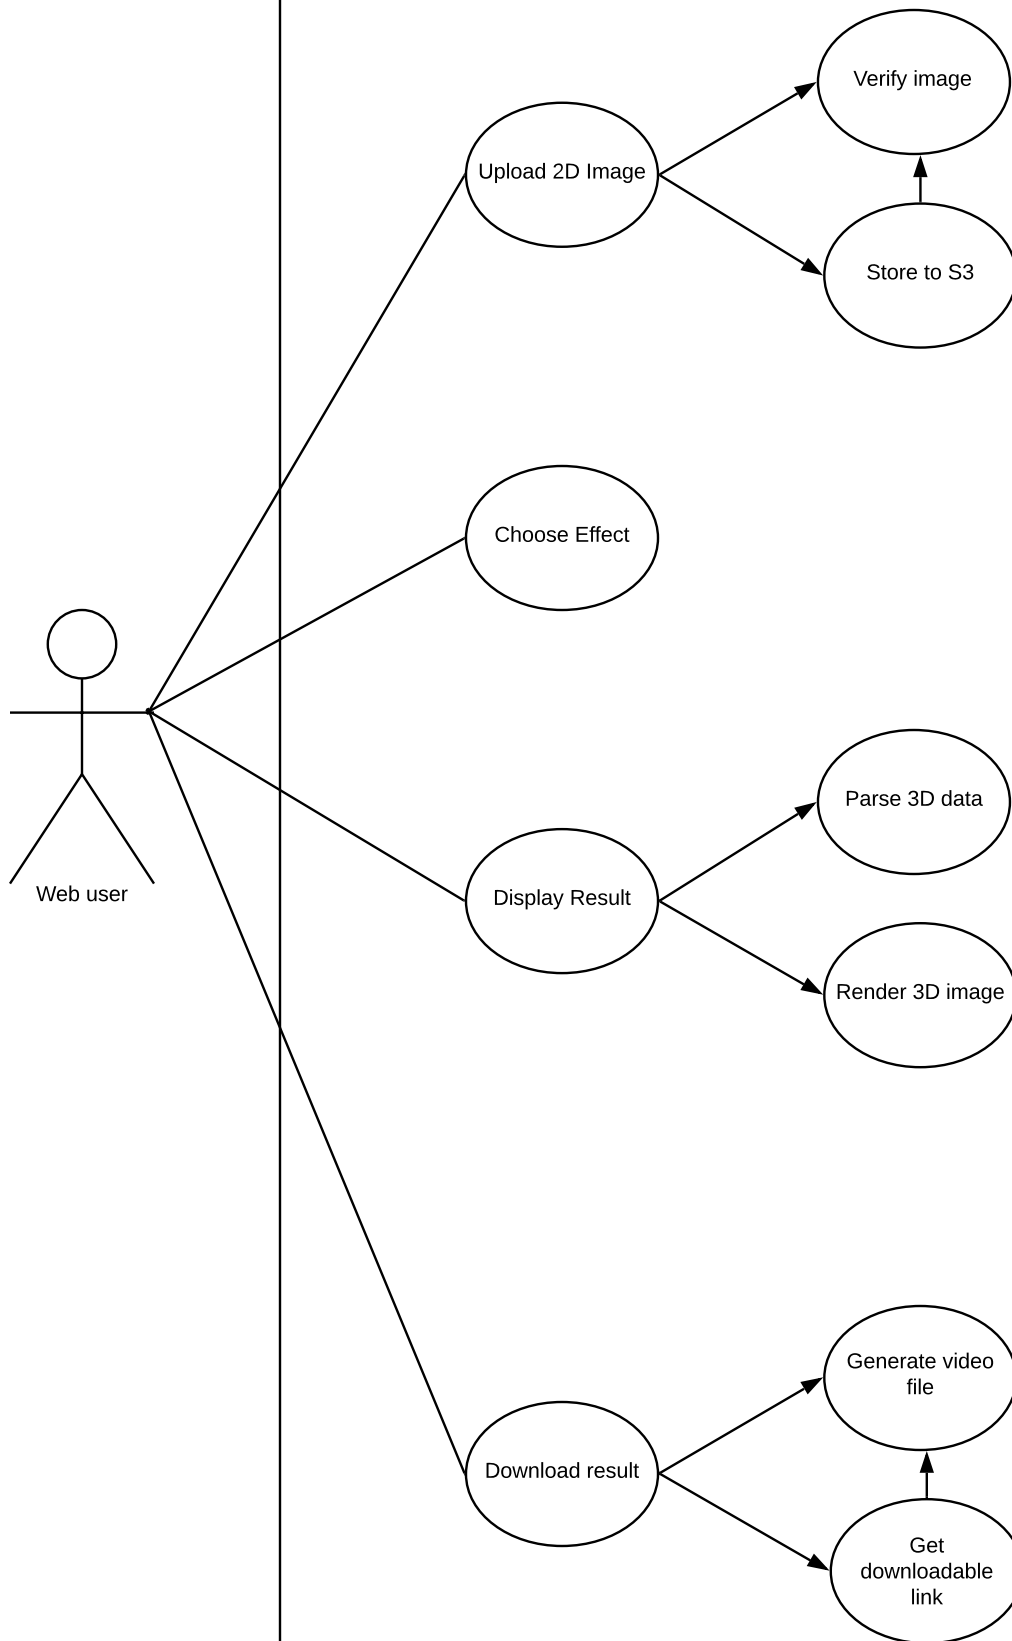 Verify image
Upload 2D Image
Store to S3
Choose Effect
Web user
Parse 3D data
Display Result
Render 3D image
Generate video
file
Download result
Get
downloadable
link